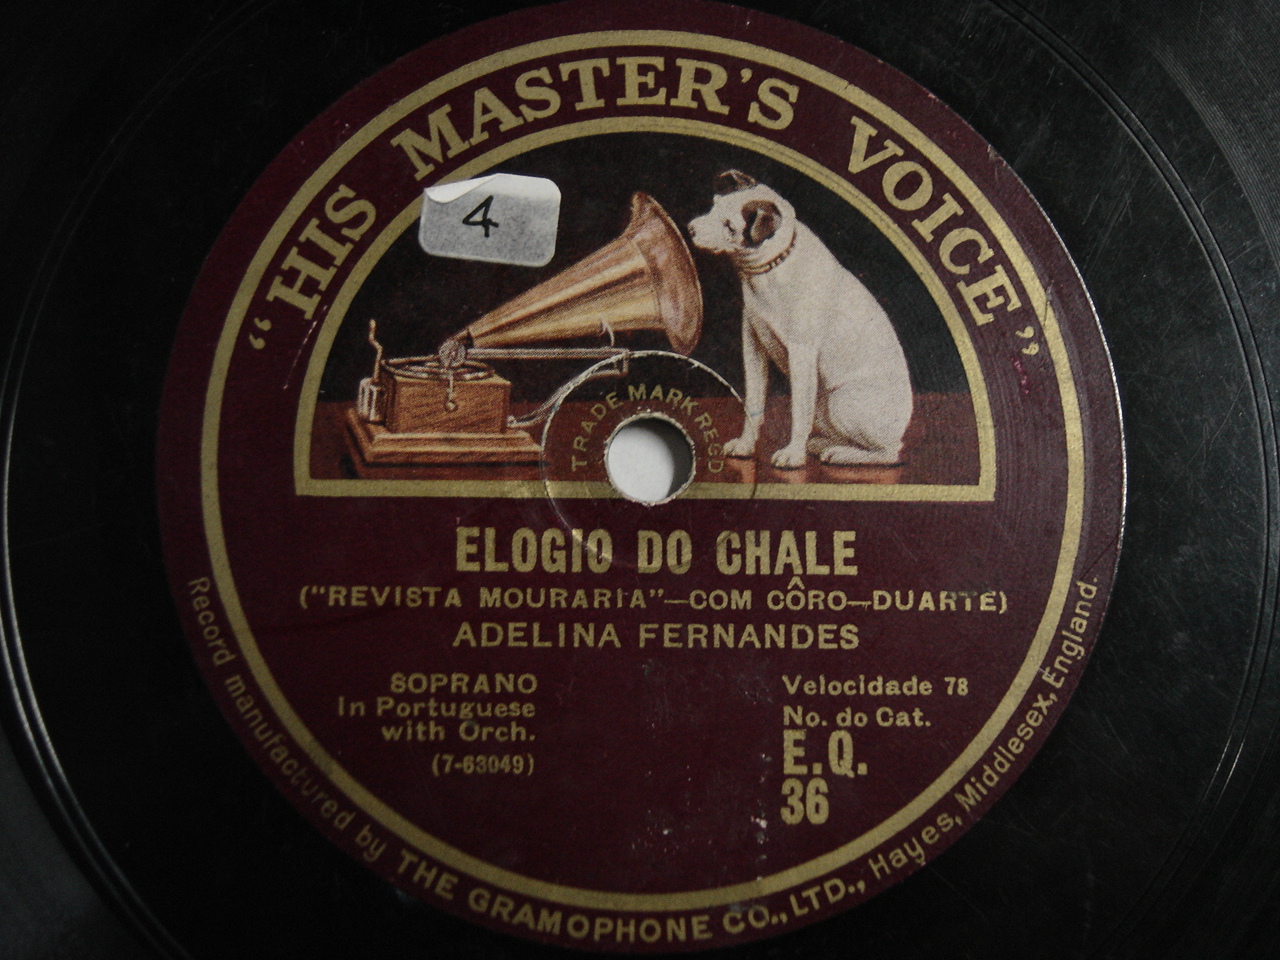 “HIS MASTER'S VOICE”
4
TRADE MARK REGD
ELOGIO DO CHALE
(“REVISTA MOURARIA”—COM CÔRO—DUARTE)
ADELINA FERNANDES
SOPRANO
In Portuguese
with Orch.
(7-63049)
Velocidade 78
No. do Cat.
E.Q.
36
Record manufactured by THE GRAMOPHONE CO., LTD., Hayes, Middlesex, England.